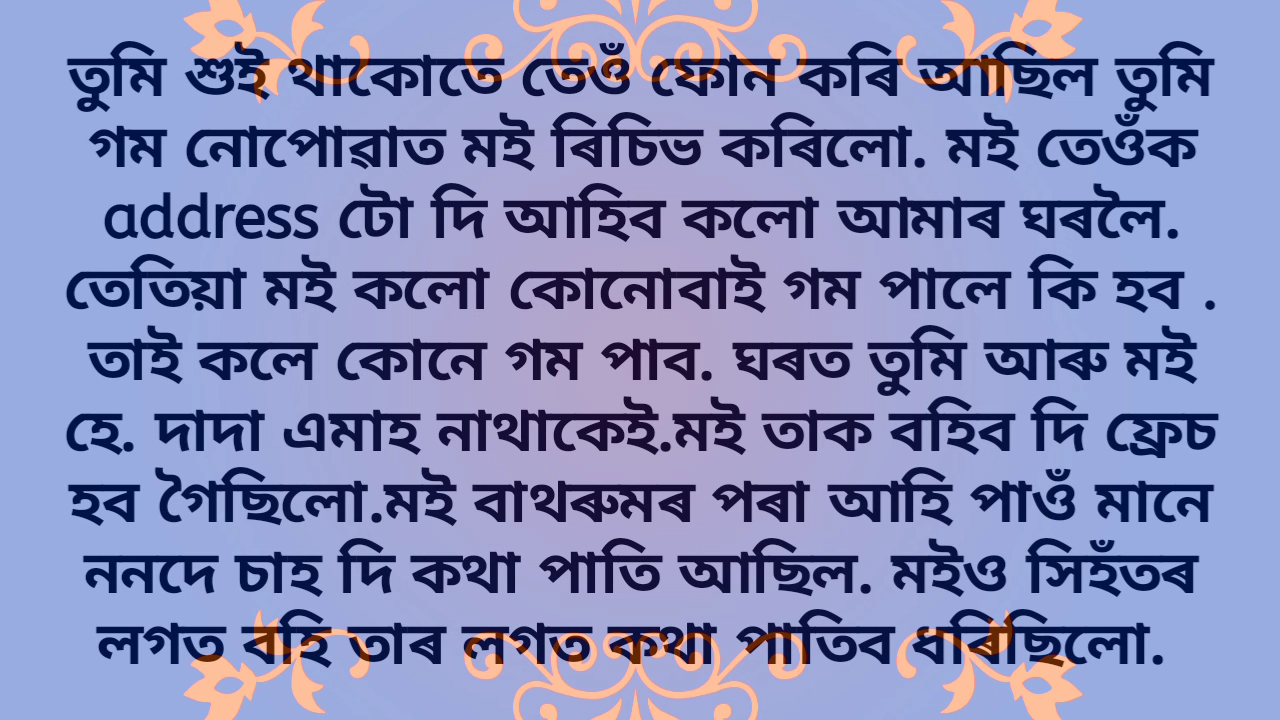 তুমি শুই থাকোতে তেওঁ ফোন কৰি আছিল তুমি
গম নোপোৱাত মই ৰিচিভ কৰিলো. মই তেওঁক
address টো দি আহিব কলো আমাৰ ঘৰলৈ.
তেতিয়া মই কলো কোনোবাই গম পালে কি হব .
তাই কলে কোনে গম পাব. ঘৰত তুমি আৰু মই
হে. দাদা এমাহ নাথাকেই.মই তাক বহিব দি ফ্ৰেচ
হব গৈছিলো.মই বাথৰুমৰ পৰা আহি পাওঁ মানে
ননদে চাহ দি কথা পাতি আছিল. মইও সিহঁতৰ
লগত বহি তাৰ লগত কথা পাতিব ধৰিছিলো.